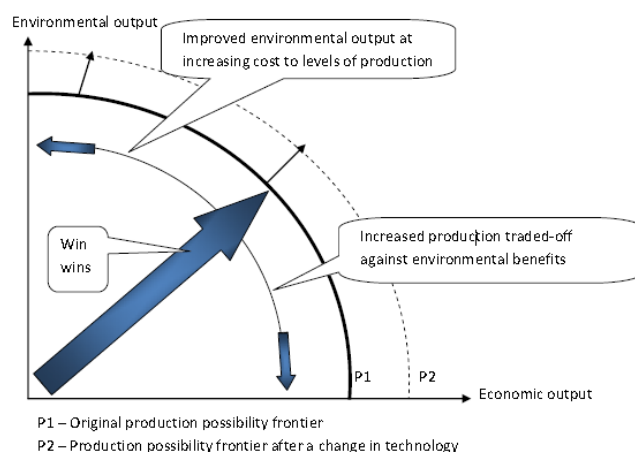 Environmental output
Improved environmental output at
increasing cost to levels of production
Win
wins
Increased production traded-off
against environmental benefits
P1
P2
Economic output
P1 – Original production possibility frontier
P2 – Production possibility frontier after a change in technology